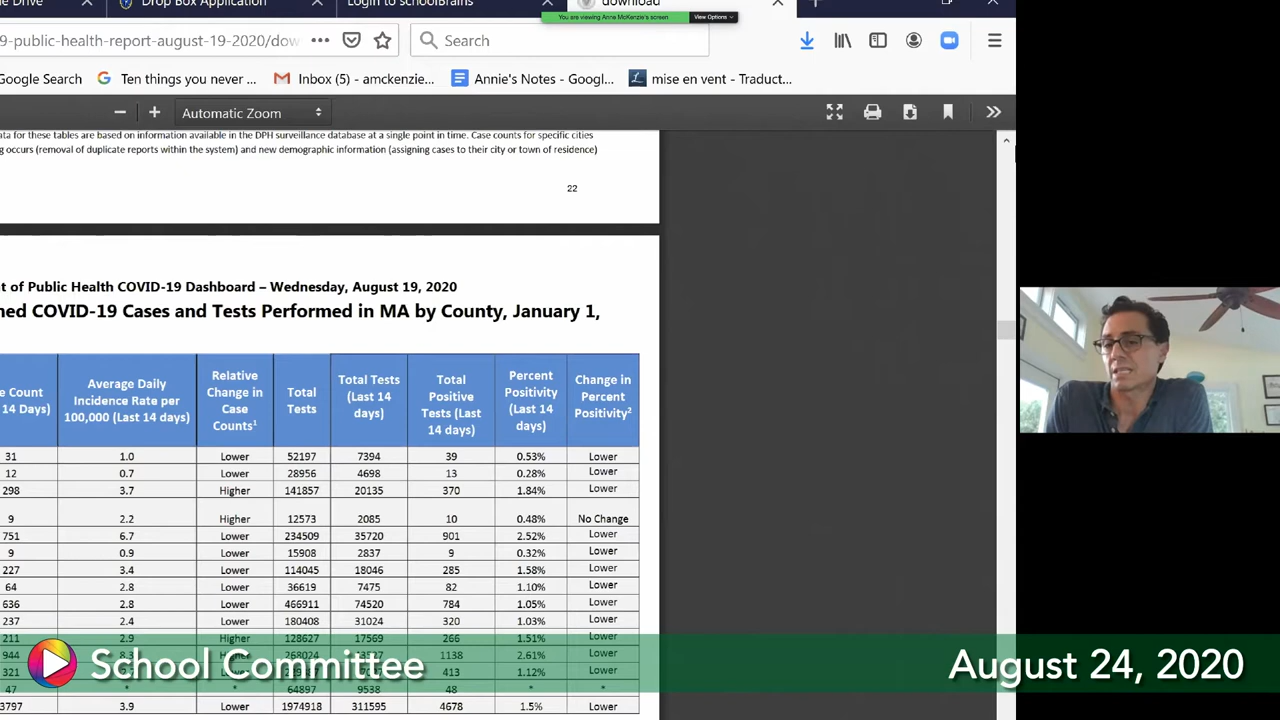 e Drive
Drop Box Application
Login to schoolBrains
download
You are viewing Anne McKenzie's screen
View Options
9-public-health-report-august-19-2020/dow
Search
Google Search
Ten things you never ...
Inbox (5) - amckenzie...
Annie's Notes - Googl...
mise en vent - Traduct...
Automatic Zoom
ata for these tables are based on information available in the DPH surveillance database at a single point in time. Case counts for specific cities
g occurs (removal of duplicate reports within the system) and new demographic information (assigning cases to their city or town of residence)
22
t of Public Health COVID-19 Dashboard – Wednesday, August 19, 2020
ned COVID-19 Cases and Tests Performed in MA by County, January 1,
e Count 14 Days) Average Daily Incidence Rate per 100,000 (Last 14 days) Relative Change in Case Counts1 Total Tests Total Tests (Last 14 days) Total Positive Tests (Last 14 days) Percent Positivity (Last 14 days) Change in Percent Positivity2
31 1.0 Lower 52197 7394 39 0.53% Lower
12 0.7 Lower 28956 4698 13 0.28% Lower
298 3.7 Higher 141857 20135 370 1.84% Lower
9 2.2 Higher 12573 2085 10 0.48% No Change
751 6.7 Lower 234509 35720 901 2.52% Lower
9 0.9 Lower 15908 2837 9 0.32% Lower
227 3.4 Lower 114045 18046 285 1.58% Lower
64 2.8 Lower 36619 7475 82 1.10% Lower
636 2.8 Lower 466911 74520 784 1.05% Lower
237 2.4 Lower 180408 31024 320 1.03% Lower
211 2.9 Higher 128627 17569 266 1.51% Lower
944 8.3 268024 1138 2.61% Lower
321 413 1.12% Lower
47 * * 64897 9538 48 * *
3797 3.9 Lower 1974918 311595 4678 1.5% Lower
School Committee
August 24, 2020